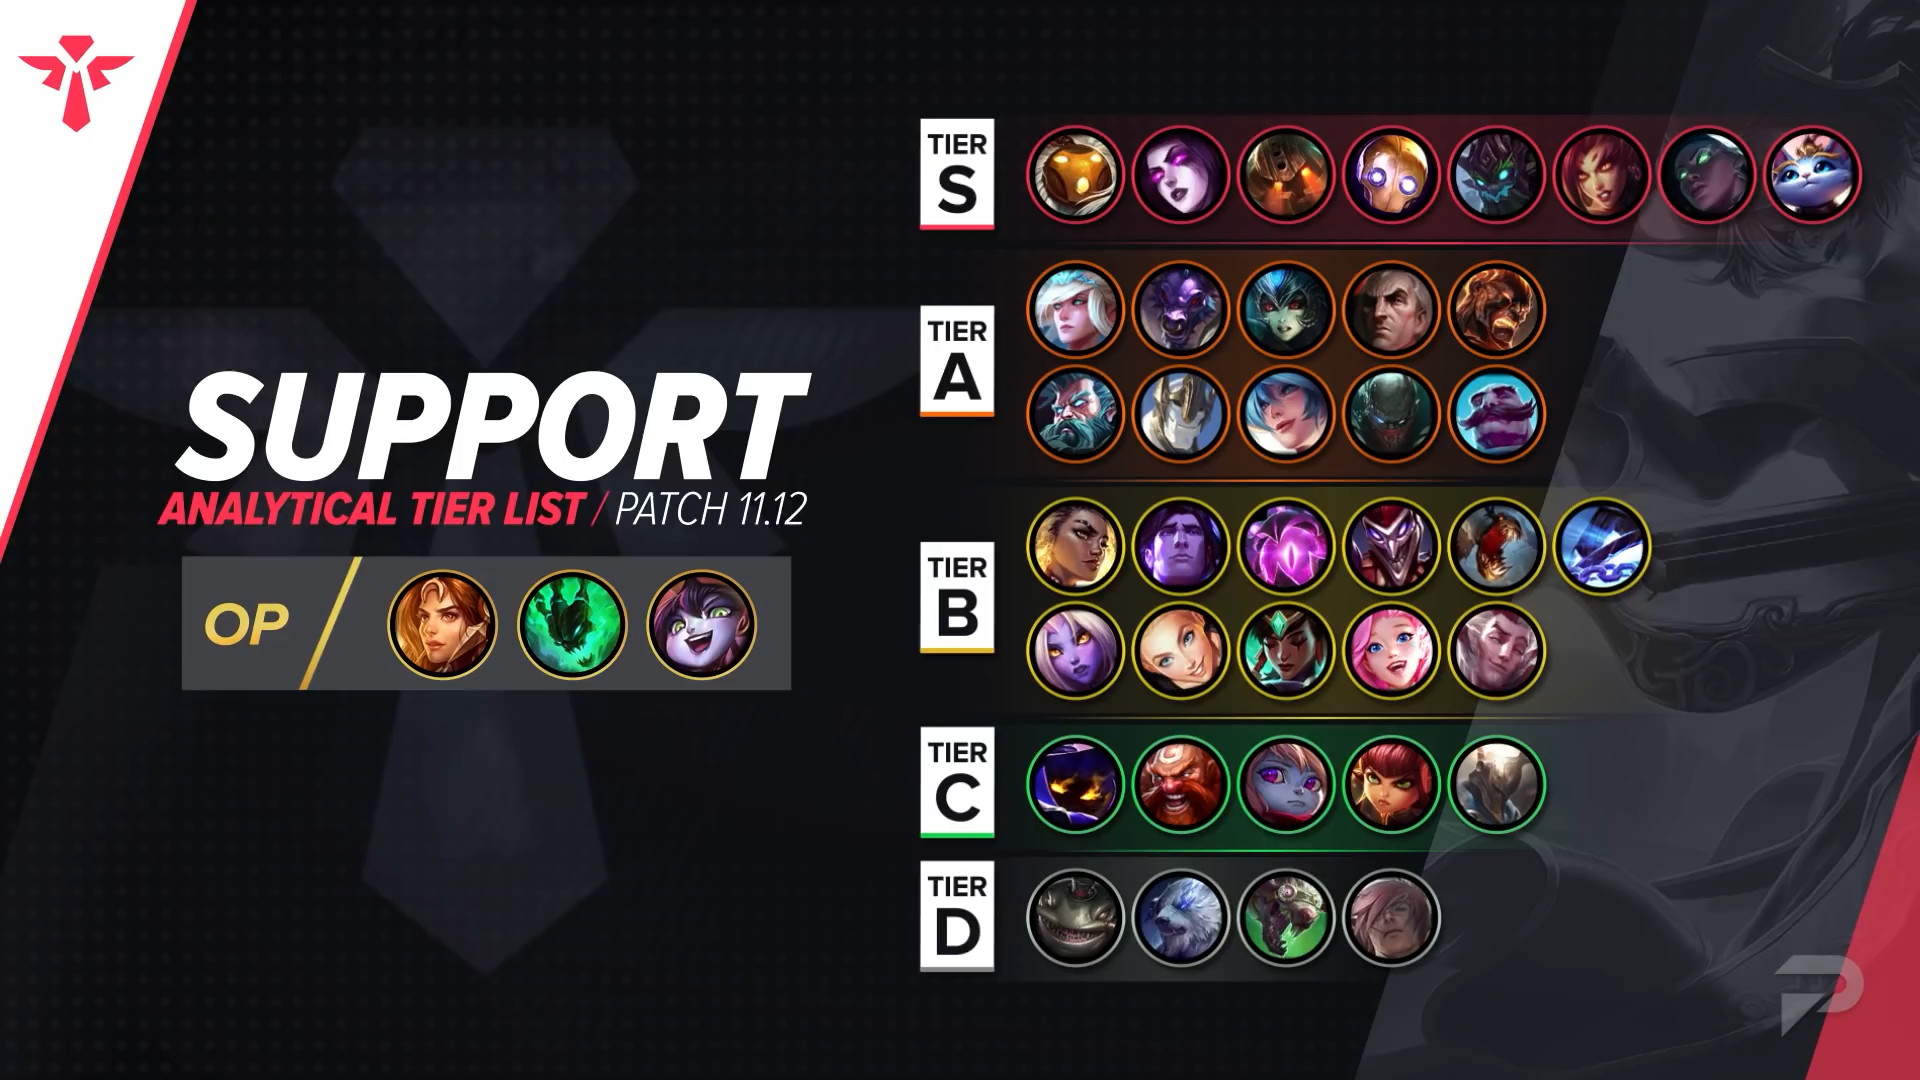 SUPPORT
ANALYTICAL TIER LIST / PATCH 11.12
OP
TIER
S
TIER
A
TIER
B
TIER
C
TIER
D